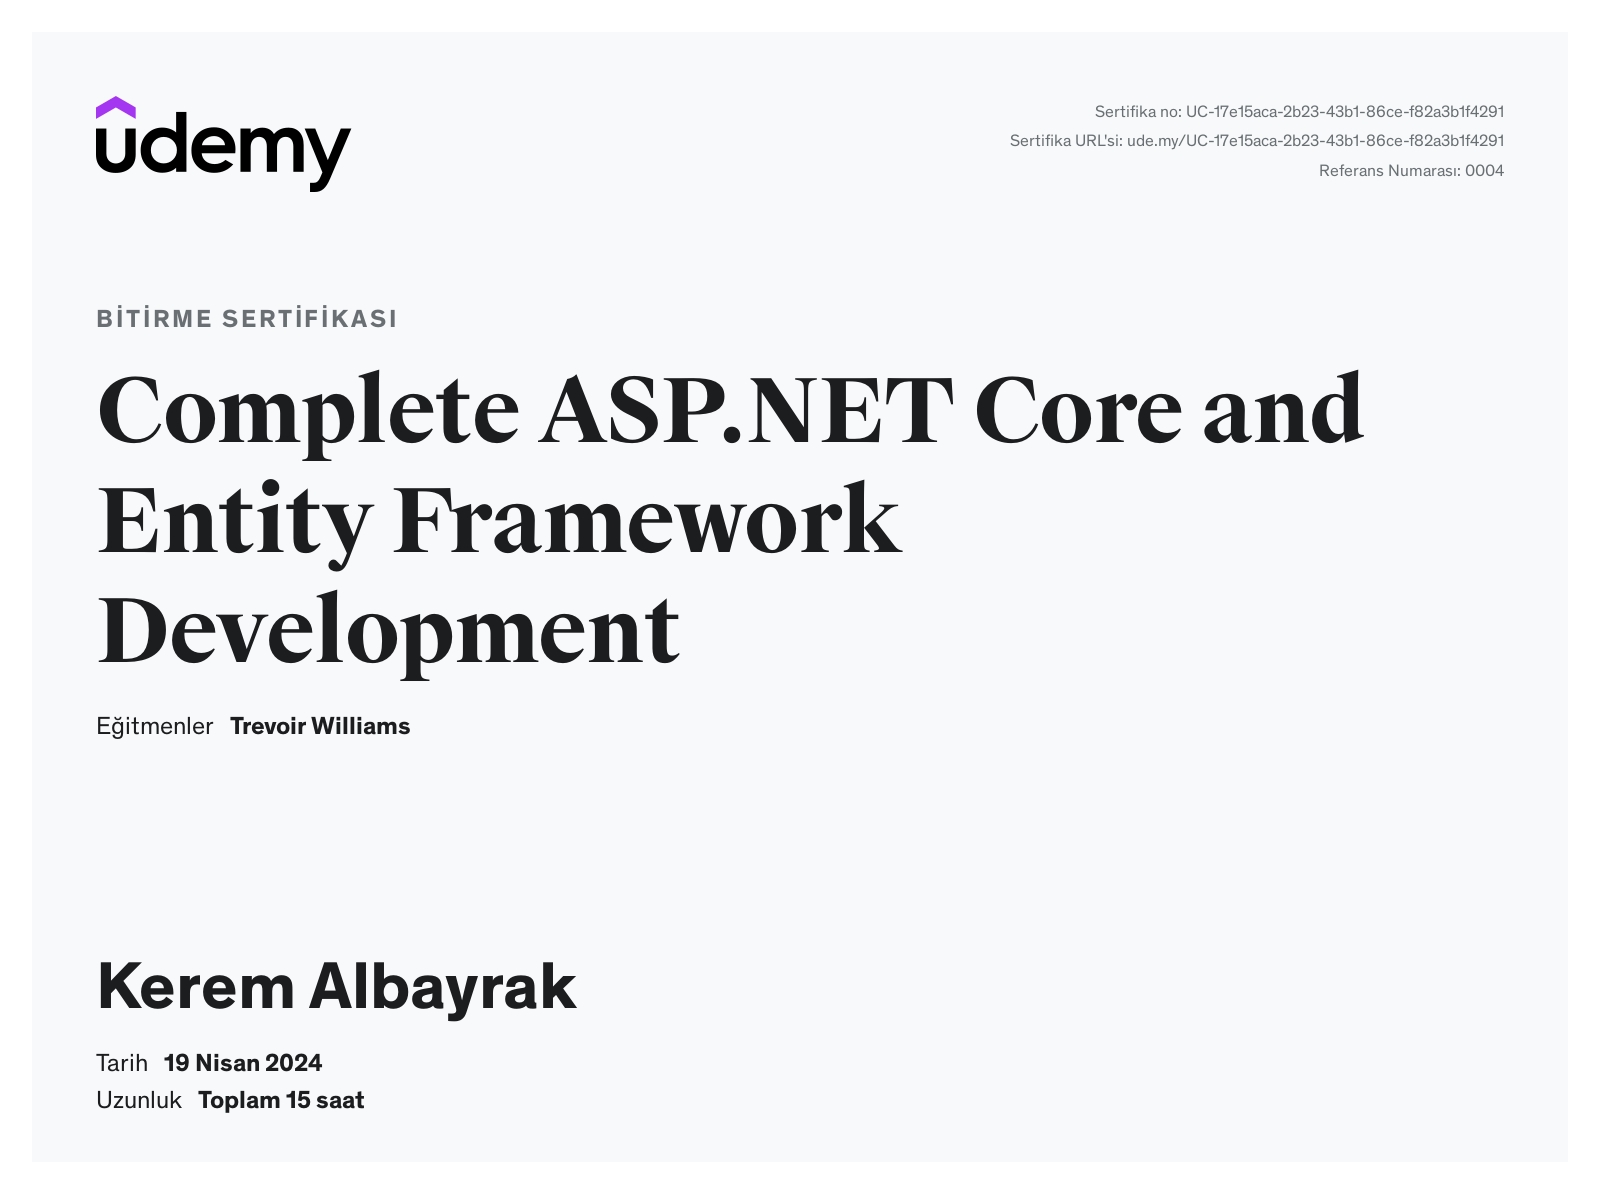 udemy
Sertifika no: UC-17e15aca-2b23-43b1-86ce-f82a3b1f4291
Sertifika URL'si: ude.my/UC-17e15aca-2b23-43b1-86ce-f82a3b1f4291
Referans Numarası: 0004
BİTİRME SERTİFİKASI
Complete ASP.NET Core and
Entity Framework
Development
Eğitmenler Trevoir Williams
Kerem Albayrak
Tarih 19 Nisan 2024
Uzunluk Toplam 15 saat